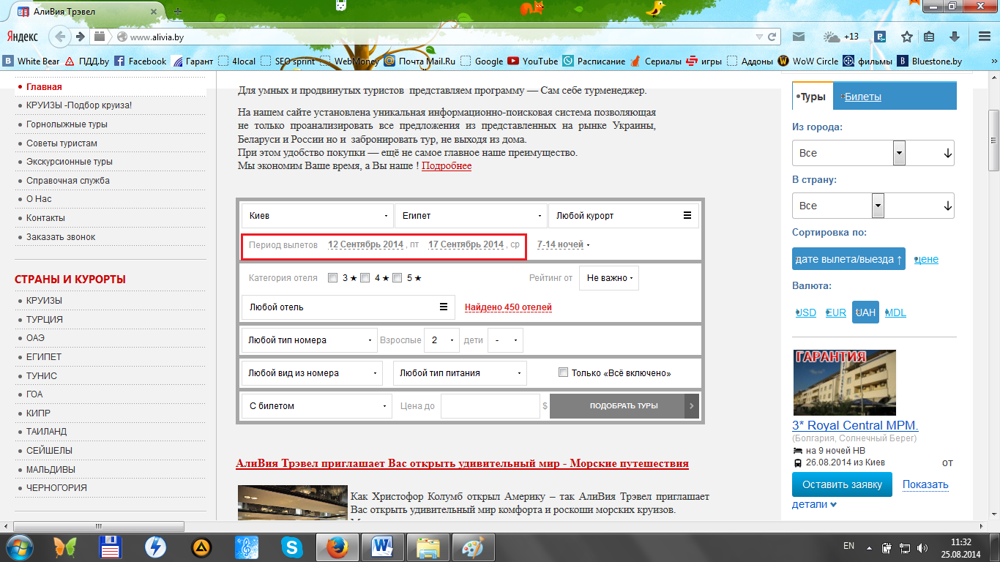 АлиВия Трэвел
Яндекс
www.alivia.by
+13
White Bear ПДД.by Facebook Гарант 4local SEO sprint WebMoney Почта Mail.Ru Google YouTube Расписание Сериалы игры Аддоны WoW Circle фильмы Bluestone.by
Главная
КРУИЗЫ -Подбор круиза!
Горнолыжные туры
Советы туристам
Экскурсионные туры
Справочная служба
О Нас
Контакты
Заказать звонок
СТРАНЫ И КУРОРТЫ
КРУИЗЫ
ТУРЦИЯ
ОАЭ
ЕГИПЕТ
ТУНИС
ГОА
КИПР
ТАИЛАНД
СЕЙШЕЛЫ
МАЛЬДИВЫ
ЧЕРНОГОРИЯ
Для умных и продвинутых туристов представляем программу — Сам себе турменеджер.
На нашем сайте установлена уникальная информационно-поисковая система позволяющая
не только проанализировать все предложения из представленных на рынке Украины,
Беларуси и России но и забронировать тур, не выходя из дома.
При этом удобство покупки — ещё не самое главное наше преимущество.
Мы экономим Ваше время, а Вы наше ! Подробнее
Киев Египет Любой курорт
Период вылетов 12 Сентябрь 2014 , пт 17 Сентябрь 2014 , ср 7-14 ночей
Категория отеля 3 ★ 4 ★ 5 ★ Рейтинг от Не важно
Любой отель Найдено 450 отелей
Любой тип номера Взрослые 2 дети -
Любой вид из номера Любой тип питания Только «Всё включено»
С билетом Цена до $ ПОДОБРАТЬ ТУРЫ
АлиВия Трэвел приглашает Вас открыть удивительный мир - Морские путешествия
Как Христофор Колумб открыл Америку – так АлиВия Трэвел приглашает
Вас открыть удивительный мир комфорта и роскоши морских круизов.
Туры Билеты
Из города:
Все
В страну:
Все
Сортировка по:
дате вылета/выезда ↑ цене
Валюта:
USD EUR UAH MDL
ГАРАНТИЯ
3* Royal Central MPM.
(Болгария, Солнечный Берег)
на 9 ночей HB
26.08.2014 из Киев от
Оставить заявку Показать
детали
EN
11:32
25.08.2014